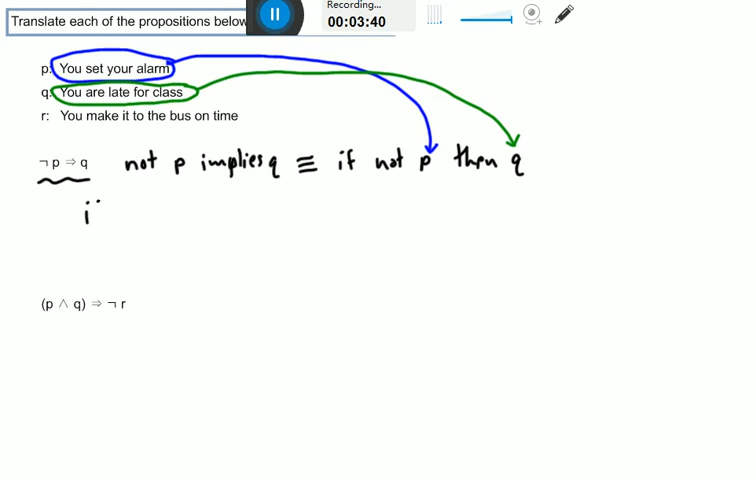 Translate each of the propositions below
Recording...
00:03:40
p: You set your alarm
q: You are late for class
r: You make it to the bus on time
¬ p ⇒ q not p implies q ≡ if not p then q
i
(p ∧ q) ⇒ ¬ r